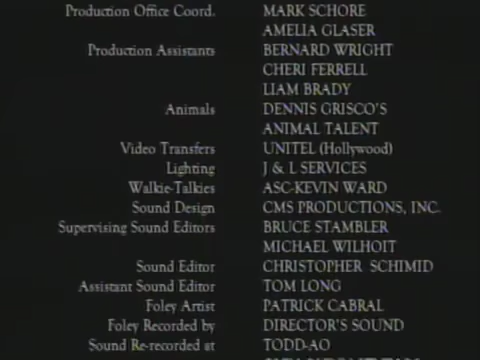 Production Office Coord. MARK SCHORE
AMELIA GLASER
Production Assistants BERNARD WRIGHT
CHERI FERRELL
LIAM BRADY
Animals DENNIS GRISCO'S
ANIMAL TALENT
Video Transfers UNITEL (Hollywood)
Lighting J & L SERVICES
Walkie-Talkies ASC-KEVIN WARD
Sound Design CMS PRODUCTIONS, INC.
Supervising Sound Editors BRUCE STAMBLER
MICHAEL WILHOIT
Sound Editor CHRISTOPHER SCHIMID
Assistant Sound Editor TOM LONG
Foley Artist PATRICK CABRAL
Foley Recorded by DIRECTOR'S SOUND
Sound Re-recorded at TODD-AO